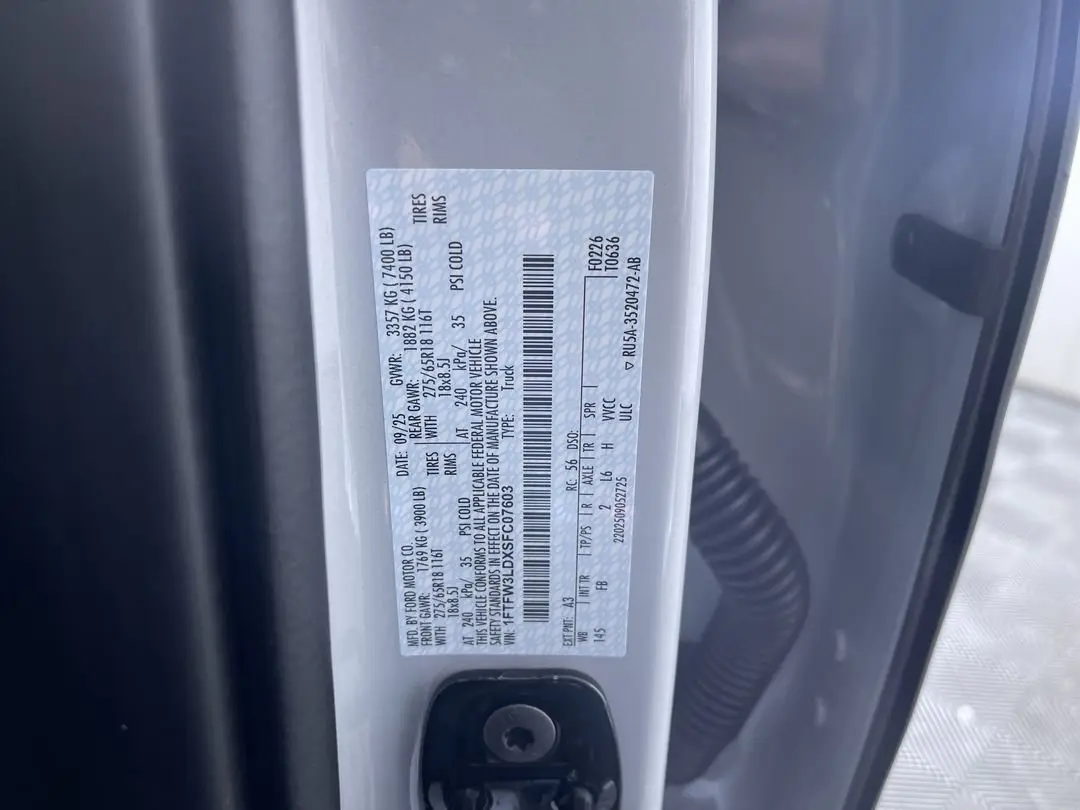 MFD. BY FORD MOTOR CO. DATE: 09/25 GVWR: 3357 KG ( 7400 LB)
FRONT GAWR: 1769 KG ( 3900 LB) REAR GAWR: 1882 KG ( 4150 LB)
WITH 275/65R18 116T TIRES WITH 275/65R18 116T TIRES
18x8.5J RIMS 18x8.5J RIMS
AT 240 kPa/ 35 PSI COLD AT 240 kPa/ 35 PSI COLD
THIS VEHICLE CONFORMS TO ALL APPLICABLE FEDERAL MOTOR VEHICLE
SAFETY STANDARDS IN EFFECT ON THE DATE OF MANUFACTURE SHOWN ABOVE.
VIN: 1FTFW3LDXSFC07603 TYPE: Truck
EXT PNT: A3 RC: 56 DSO: F0226
WB INT TR TP/PS R AXLE TR SPR T0636
145 FB 2 L6 H VVCC
2202509052725 ULC RU5A-3520472-AB